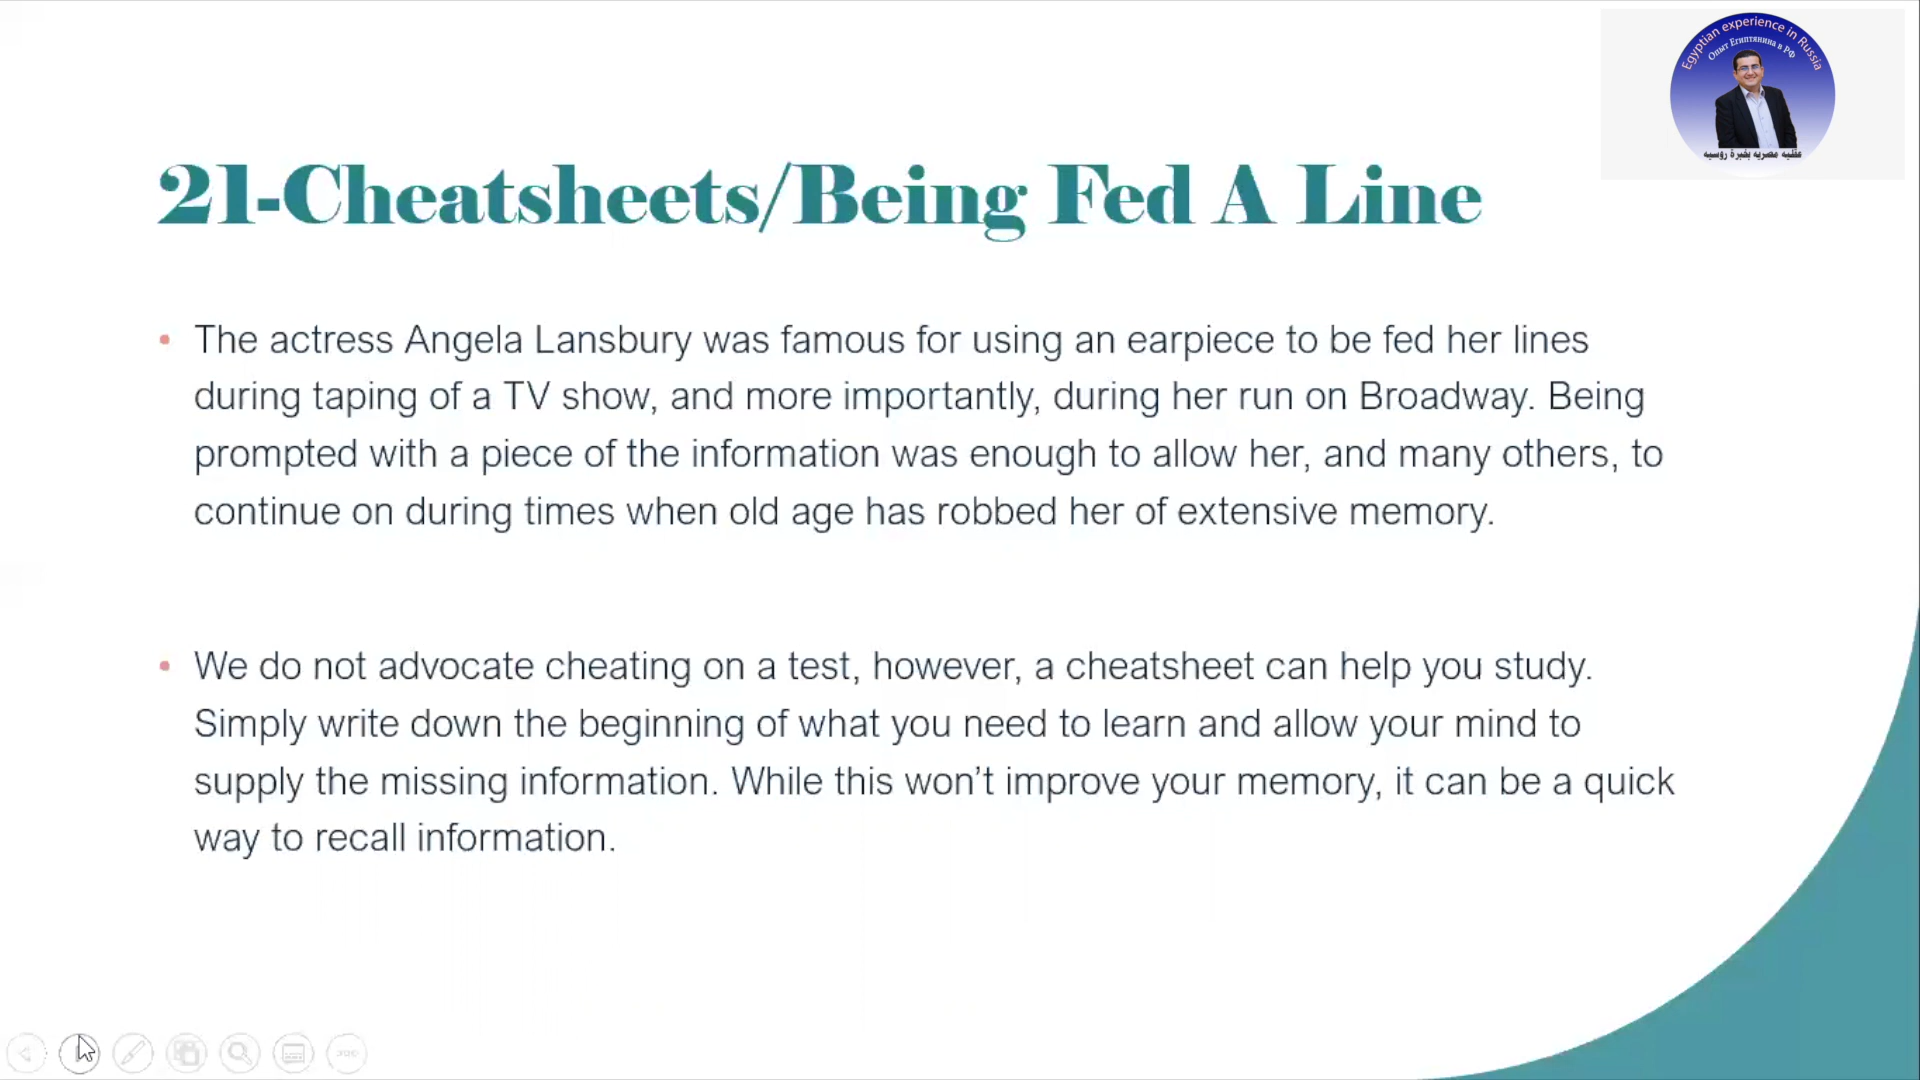 Egyptian experience in Russia
Опыт Египтянина в РФ
عقليه مصريه بخبرة روسيه
21-Cheatsheets/Being Fed A Line
• The actress Angela Lansbury was famous for using an earpiece to be fed her lines
during taping of a TV show, and more importantly, during her run on Broadway. Being
prompted with a piece of the information was enough to allow her, and many others, to
continue on during times when old age has robbed her of extensive memory.
• We do not advocate cheating on a test, however, a cheatsheet can help you study.
Simply write down the beginning of what you need to learn and allow your mind to
supply the missing information. While this won’t improve your memory, it can be a quick
way to recall information.